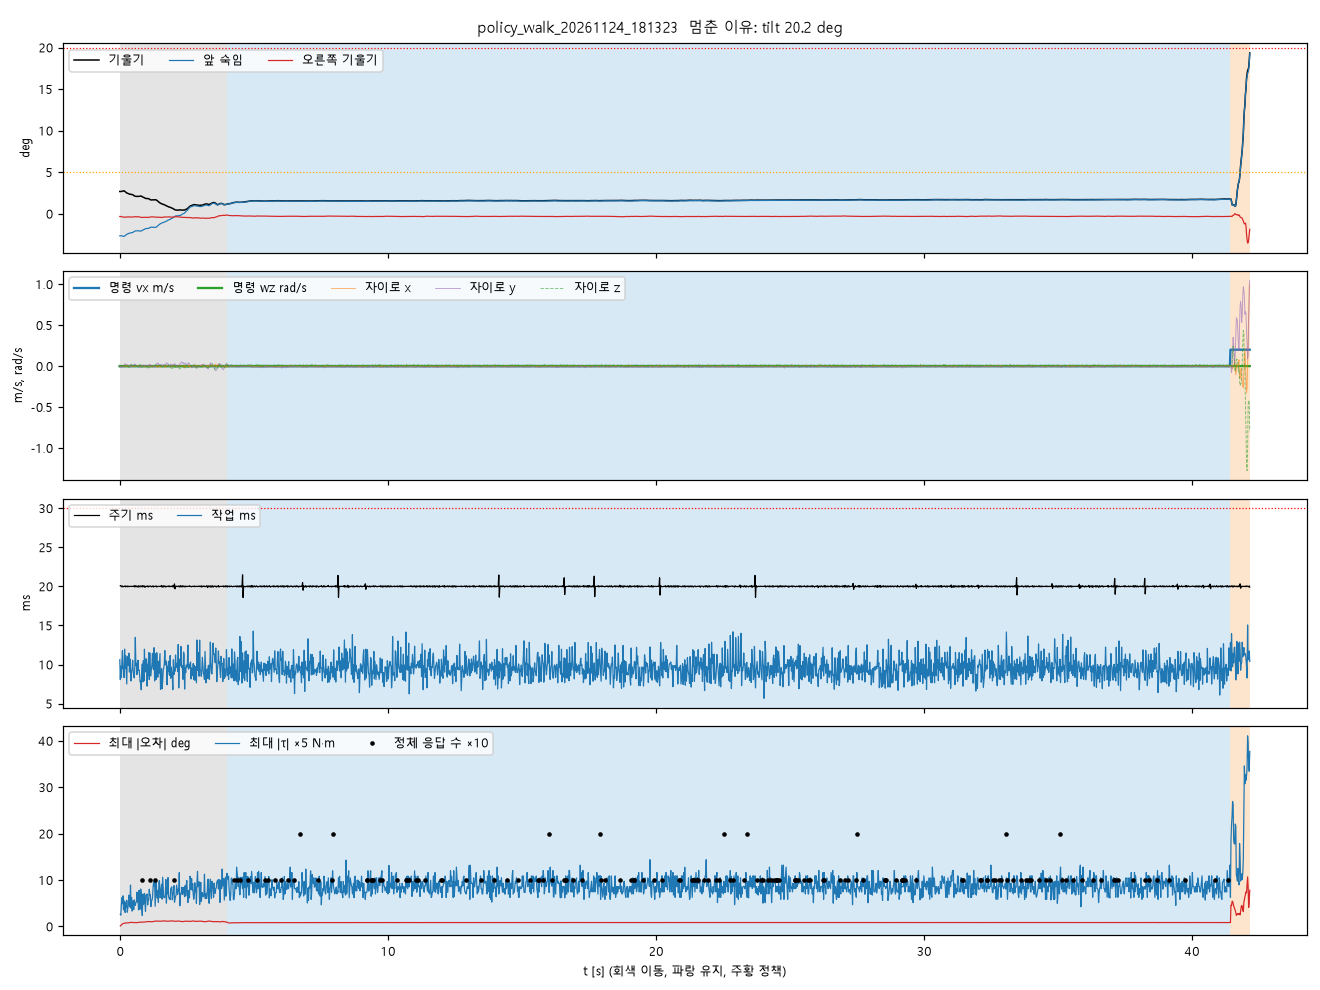 policy_walk_20261124_181323   멈춘 이유: tilt 20.2 deg
기울기   앞 숙임   오른쪽 기울기
20
15
10
5
0
deg
명령 vx m/s   명령 wz rad/s   자이로 x   자이로 y   자이로 z
1.0
0.5
0.0
-0.5
-1.0
m/s, rad/s
주기 ms   작업 ms
30
25
20
15
10
5
ms
최대 |오차| deg   최대 |τ| ×5 N·m   정체 응답 수 ×10
40
30
20
10
0
0   10   20   30   40
t [s] (회색 이동, 파랑 유지, 주황 정책)